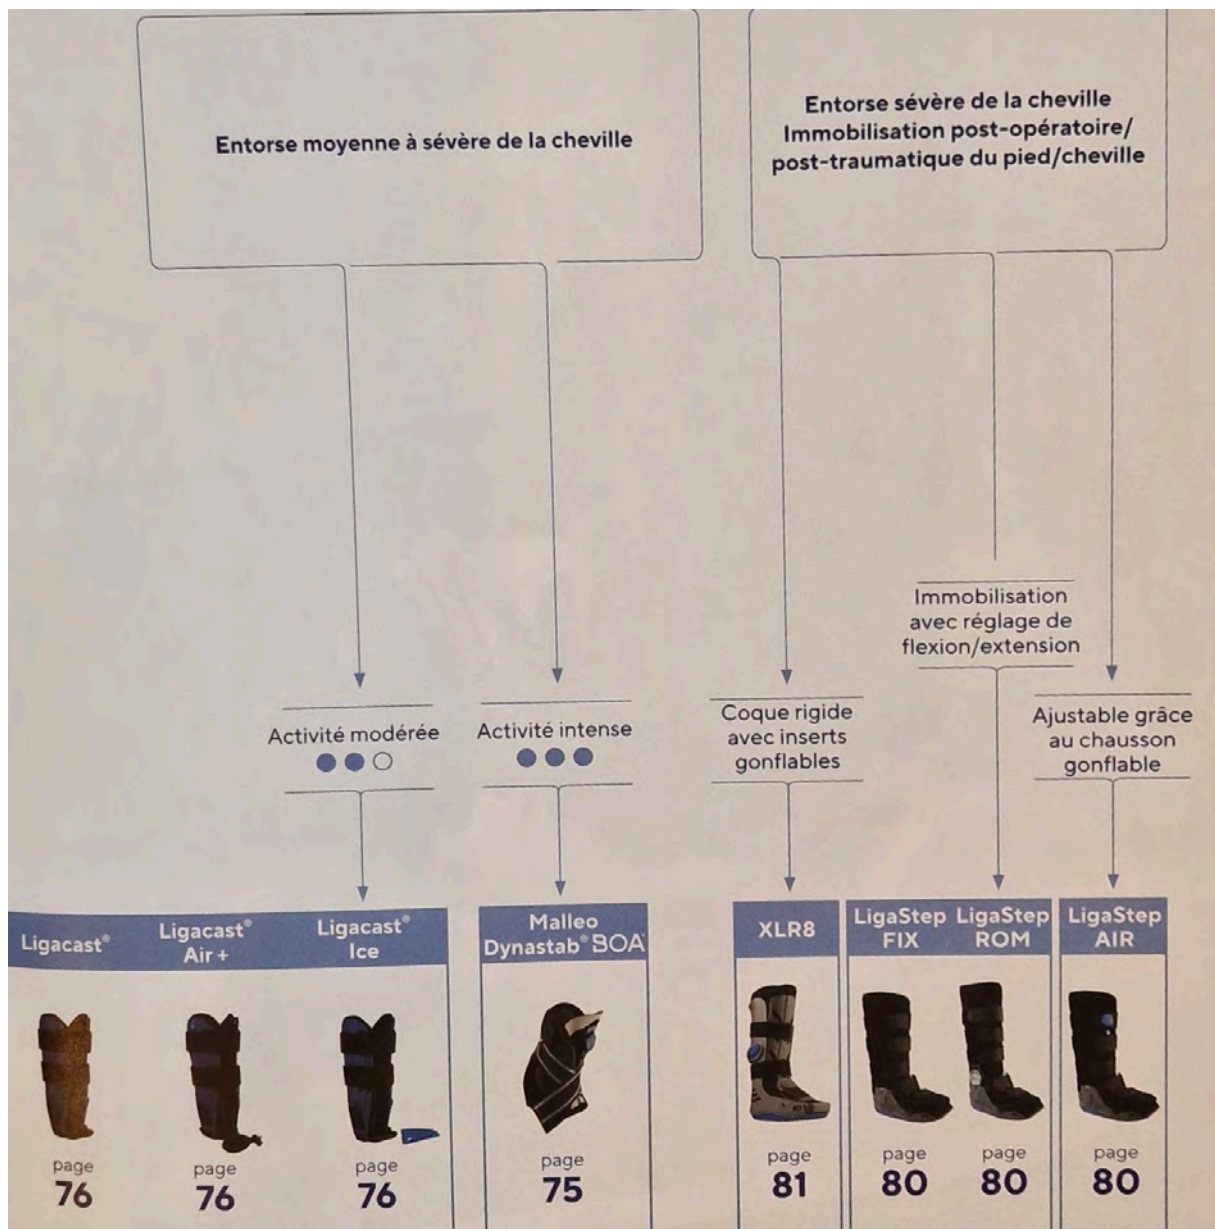 Entorse moyenne à sévère de la cheville
Entorse sévère de la cheville
Immobilisation post-opératoire/
post-traumatique du pied/cheville
Immobilisation
avec réglage de
flexion/extension
Activité modérée
Activité intense
Coque rigide
avec inserts
gonflables
Ajustable grâce
au chausson
gonflable
Ligacast®
Ligacast®
Air +
Ligacast®
Ice
Malleo
Dynastab® BOA
XLR8
LigaStep
FIX
LigaStep
ROM
LigaStep
AIR
page
76
page
76
page
76
page
75
page
81
page
80
page
80
page
80